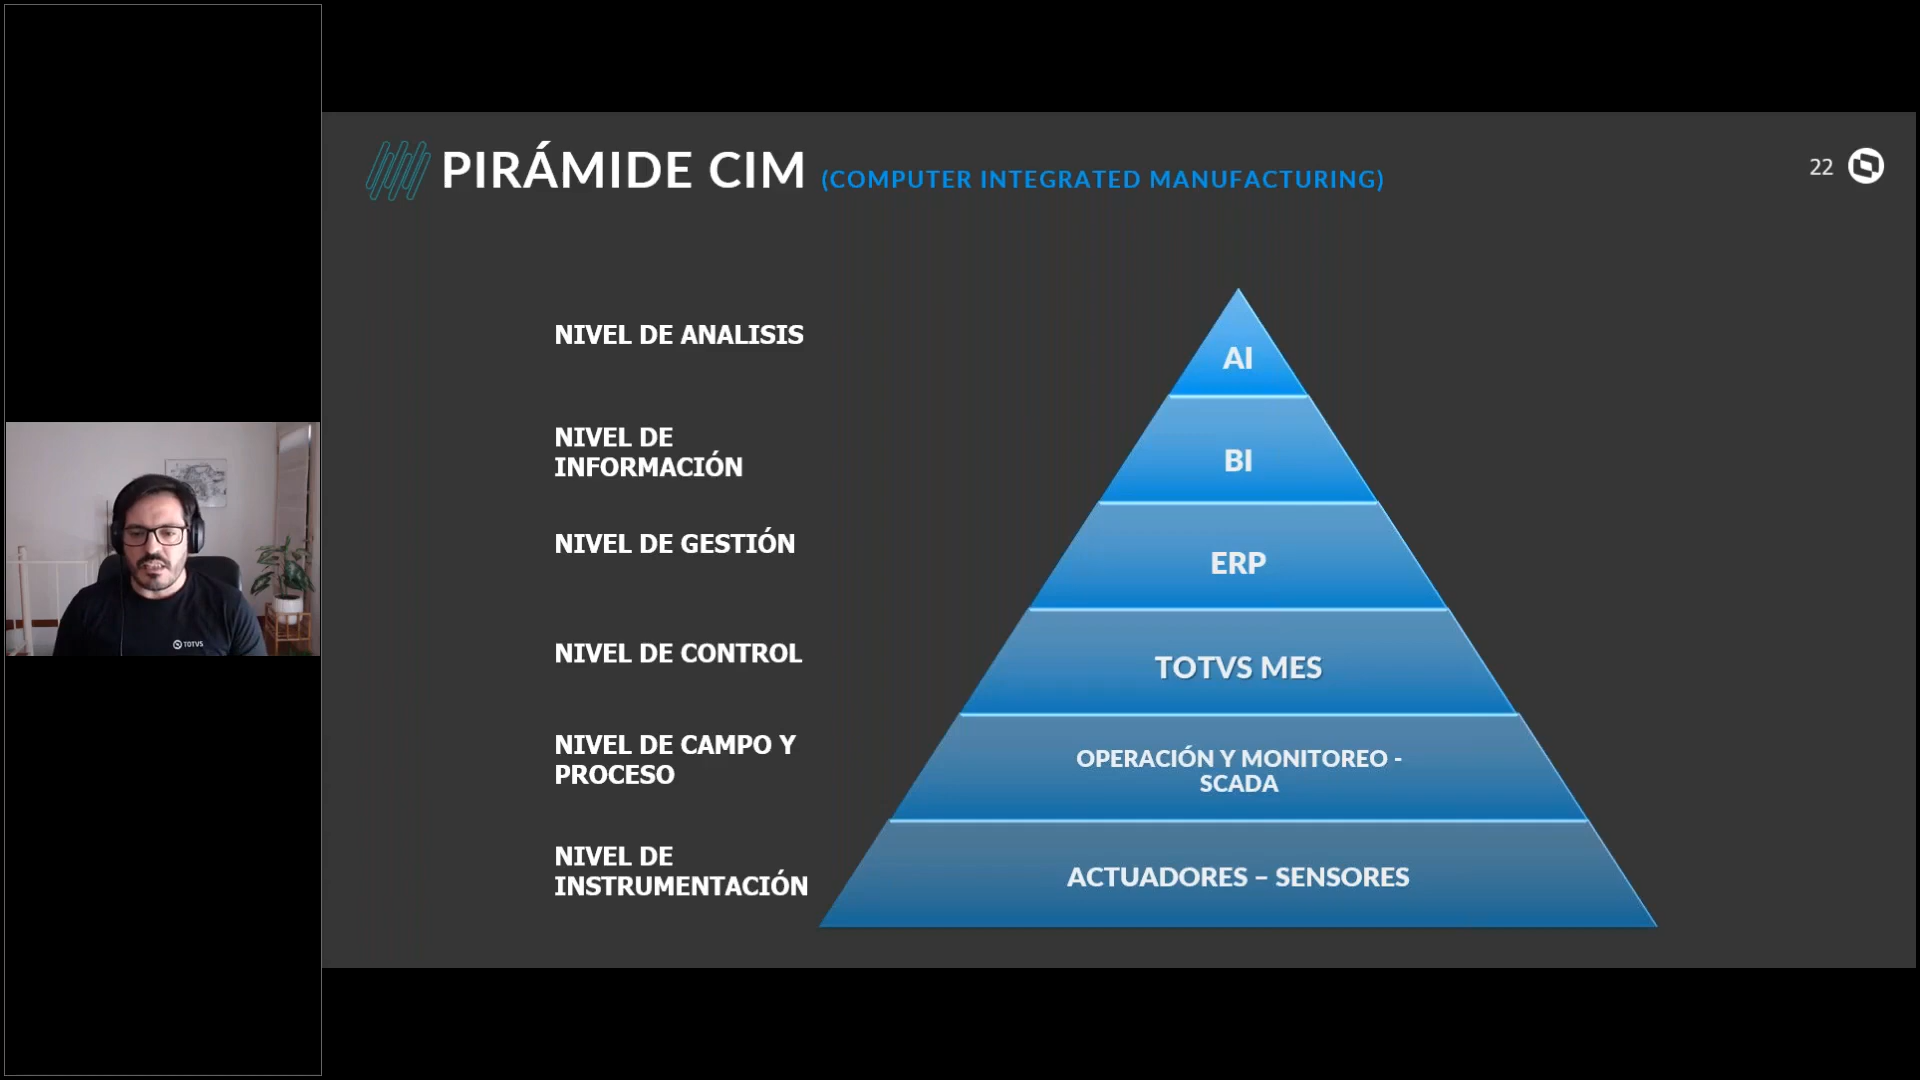 PIRÁMIDE CIM (COMPUTER INTEGRATED MANUFACTURING)
22
NIVEL DE ANALISIS
AI
NIVEL DE
INFORMACIÓN
BI
NIVEL DE GESTIÓN
ERP
NIVEL DE CONTROL
TOTVS MES
NIVEL DE CAMPO Y
PROCESO
OPERACIÓN Y MONITOREO -
SCADA
NIVEL DE
INSTRUMENTACIÓN
ACTUADORES – SENSORES
TOTVS